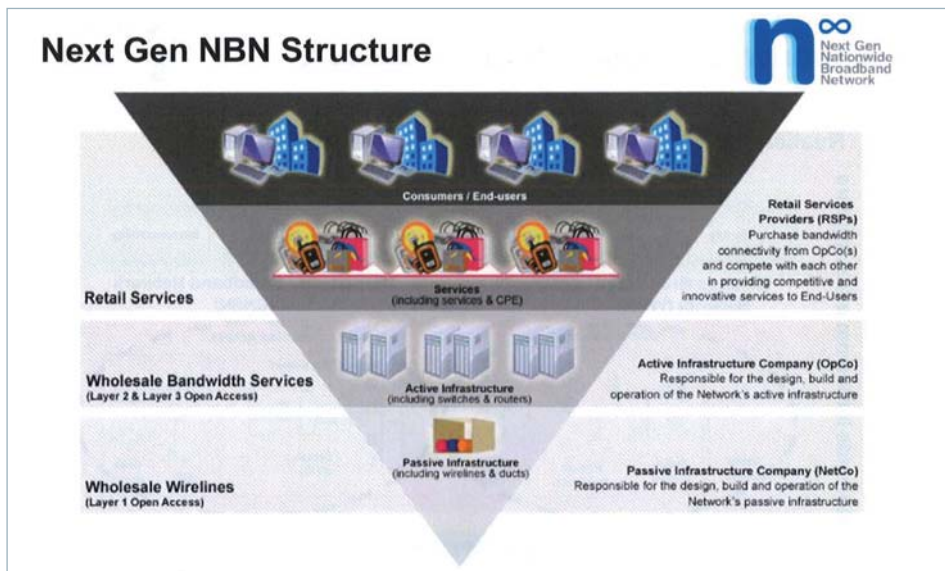 Next Gen NBN Structure
n∞
Next Gen
Nationwide
Broadband
Network
Consumers / End-users
Retail Services
Providers (RSPs)
Purchase bandwidth
connectivity from OpCo(s)
and compete with each other
in providing competitive and
innovative services to End-Users
Services
(including services & CPE)
Retail Services
Wholesale Bandwidth Services
(Layer 2 & Layer 3 Open Access)
Active Infrastructure
(including switches & routers)
Active Infrastructure Company (OpCo)
Responsible for the design, build and
operation of the Network's active infrastructure
Passive Infrastructure
(including wirelines & ducts)
Wholesale Wirelines
(Layer 1 Open Access)
Passive Infrastructure Company (NetCo)
Responsible for the design, build and operation of the
Network's passive infrastructure